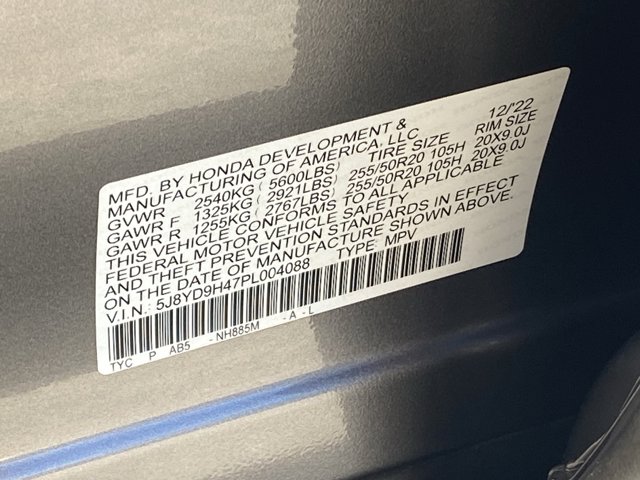 MFD. BY HONDA DEVELOPMENT & 12/'22
MANUFACTURING OF AMERICA, LLC
GVWR 2540KG ( 5600LBS) TIRE SIZE RIM SIZE
GAWR F 1325KG ( 2921LBS) 255/50R20 105H 20X9.0J
GAWR R 1255KG ( 2767LBS) 255/50R20 105H 20X9.0J
THIS VEHICLE CONFORMS TO ALL APPLICABLE
FEDERAL MOTOR VEHICLE SAFETY
AND THEFT PREVENTION STANDARDS IN EFFECT
ON THE DATE OF MANUFACTURE SHOWN ABOVE.
V.I.N.: 5J8YD9H47PL004088 TYPE: MPV
TYC P AB5 -NH885M -A-L